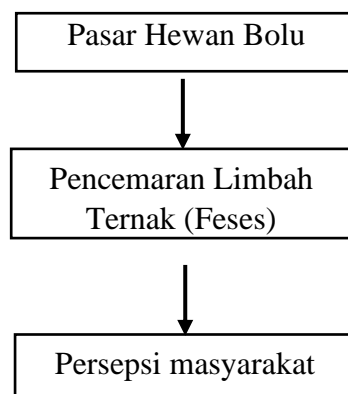 Pasar Hewan Bolu
Pencemaran Limbah
Ternak (Feses)
Persepsi masyarakat